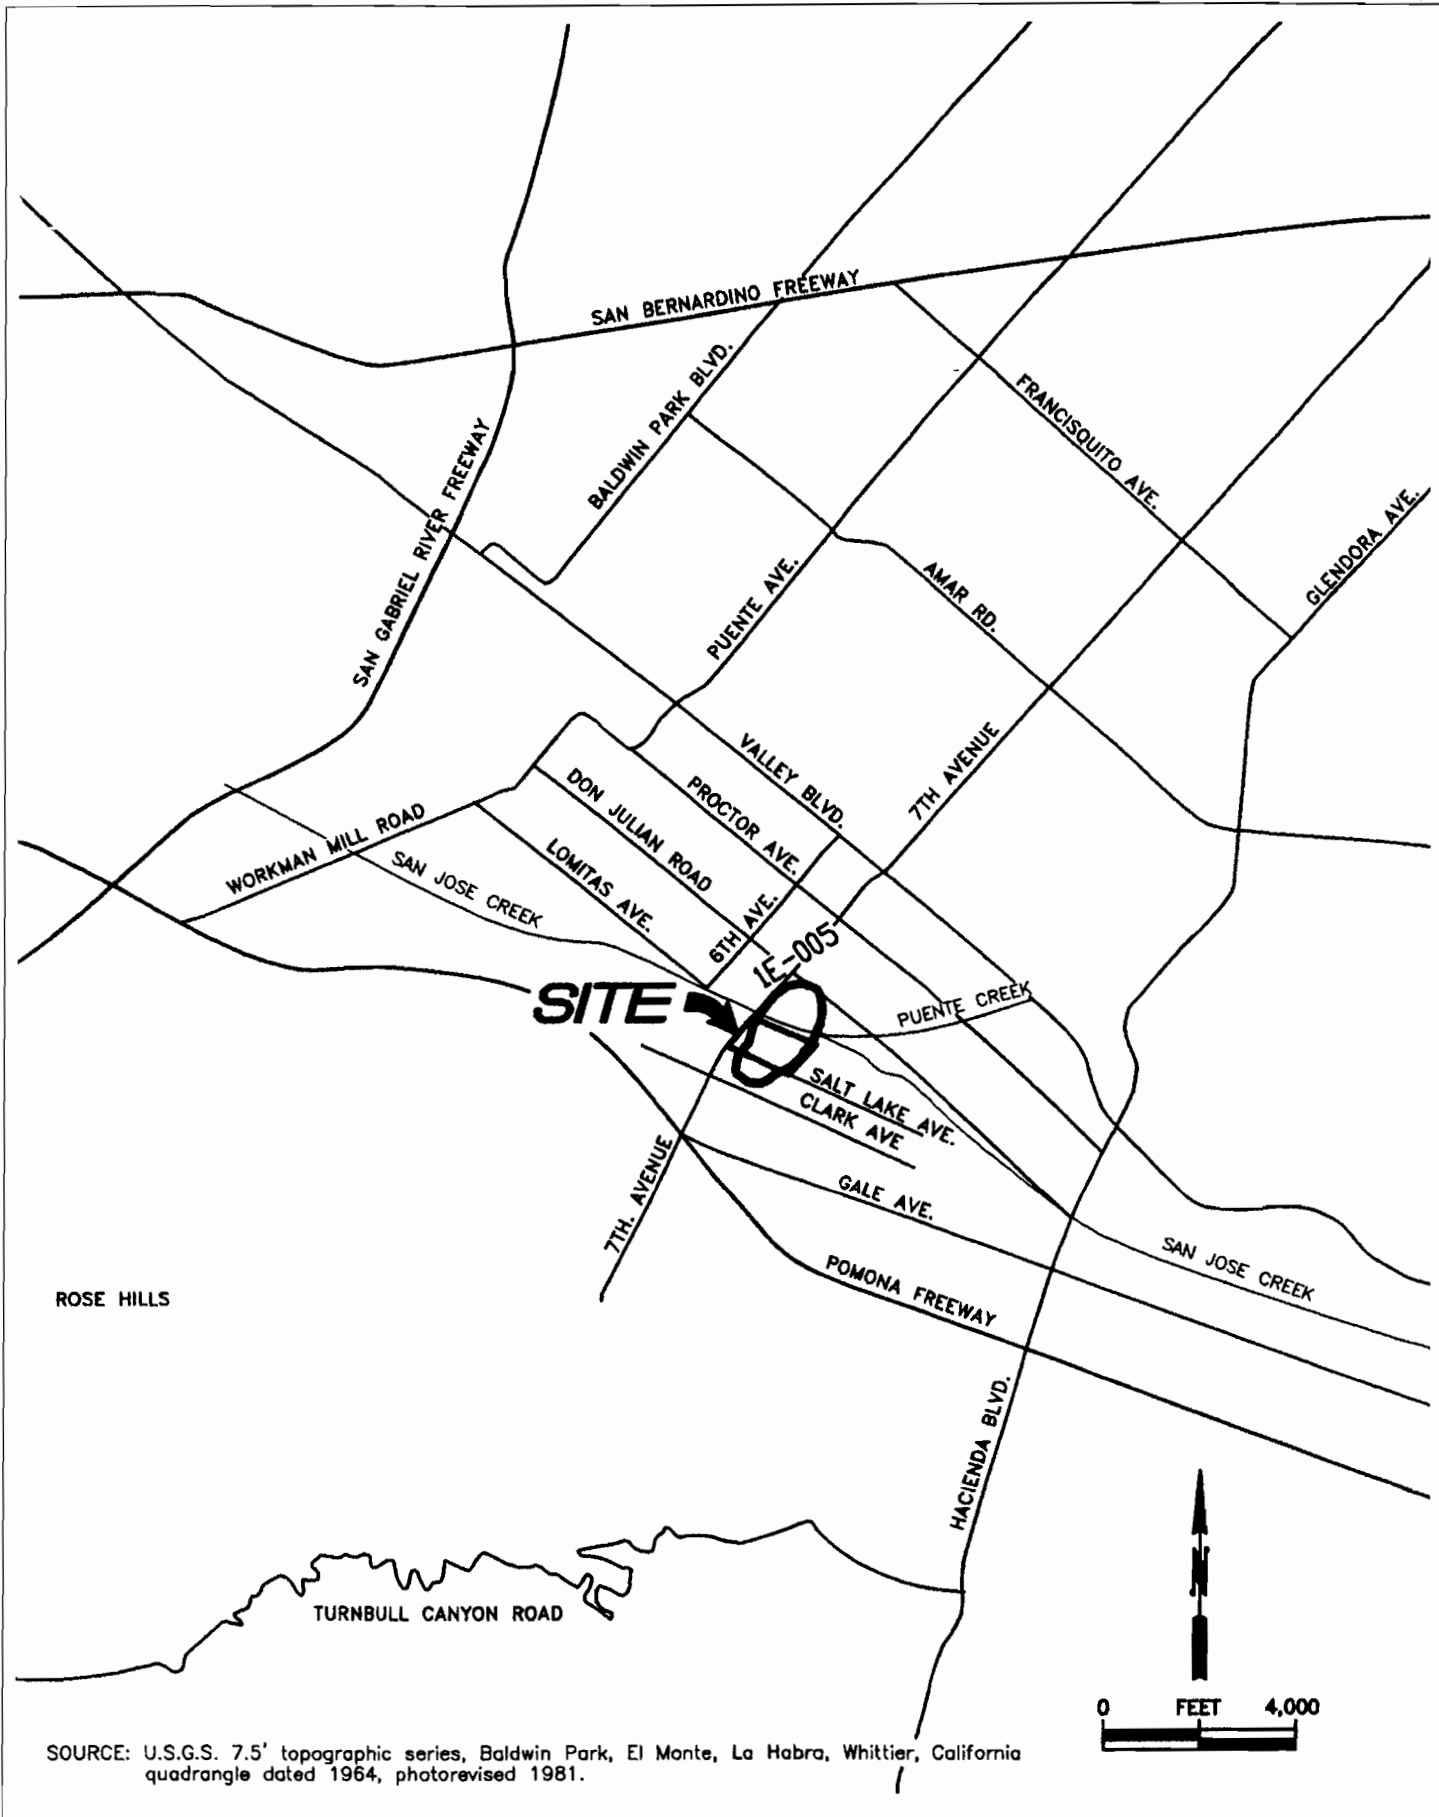 SAN BERNARDINO FREEWAY
BALDWIN PARK BLVD.
FRANCISQUITO AVE.
SAN GABRIEL RIVER FREEWAY
GLENDORA AVE.
PUENTE AVE.
AMAR RD.
VALLEY BLVD.
7TH AVENUE
PROCTOR AVE.
DON JULIAN ROAD
WORKMAN MILL ROAD
LOMITAS AVE.
SAN JOSE CREEK
6TH AVE.
1E-005
SITE
PUENTE CREEK
SALT LAKE AVE.
CLARK AVE
7TH. AVENUE
GALE AVE.
SAN JOSE CREEK
POMONA FREEWAY
ROSE HILLS
HACIENDA BLVD.
N
TURNBULL CANYON ROAD
0 FEET 4,000
SOURCE: U.S.G.S. 7.5' topographic series, Baldwin Park, El Monte, La Habra, Whittier, California
quadrangle dated 1964, photorevised 1981.